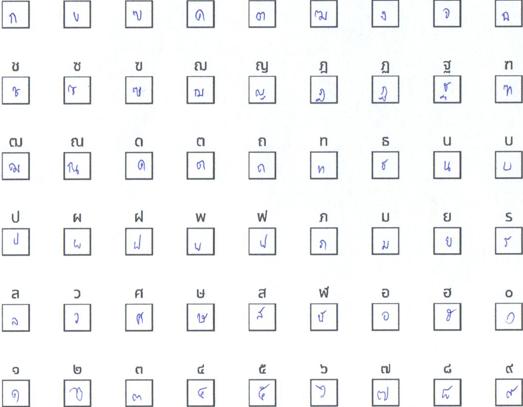 ก ข ฃ ค ฅ ฆ ง จ ฉ
ช ซ ฃ ฌ ญ ฎ ฏ ฐ ฑ
ช ซ ฃ ฌ ญ ฎ ฏ ฐ ฑ
ฒ ณ ด ต ถ ท ธ น บ
ฒ ณ ด ต ถ ท ธ น บ
ป ผ ฝ พ ฟ ภ ม ย ร
ป ผ ฝ พ ฟ ภ ม ย ร
ล ว ศ ษ ส ฬ อ ฮ ๐
ล ว ศ ษ ส ฬ อ ฮ ๐
๑ ๒ ๓ ๔ ๕ ๖ ๗ ๘ ๙
๑ ๒ ๓ ๔ ๕ ๖ ๗ ๘ ๙